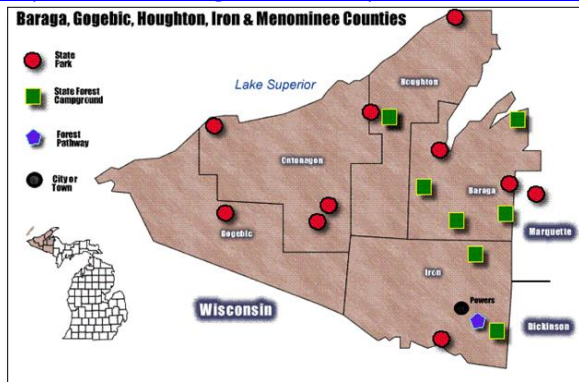 Baraga, Gogebic, Houghton, Iron & Menominee Counties
State
Park
State Forest
Campground
Forest
Pathway
City or
Town
Lake Superior
Houghton
Ontonagon
Baraga
Gogebic
Marquette
Iron
Powers
Wisconsin
Dickinson